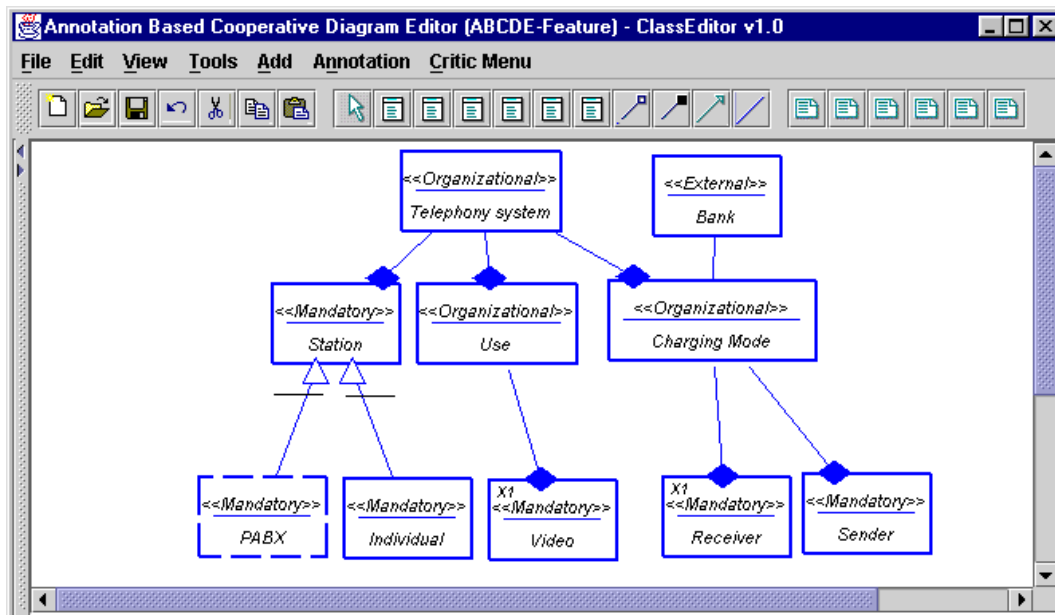 Annotation Based Cooperative Diagram Editor (ABCDE-Feature) - ClassEditor v1.0
File Edit View Tools Add Annotation Critic Menu
<<Organizational>>
Telephony system
<<External>>
Bank
<<Mandatory>>
Station
<<Organizational>>
Use
<<Organizational>>
Charging Mode
<<Mandatory>>
PABX
<<Mandatory>>
Individual
X1
<<Mandatory>>
Video
X1
<<Mandatory>>
Receiver
<<Mandatory>>
Sender